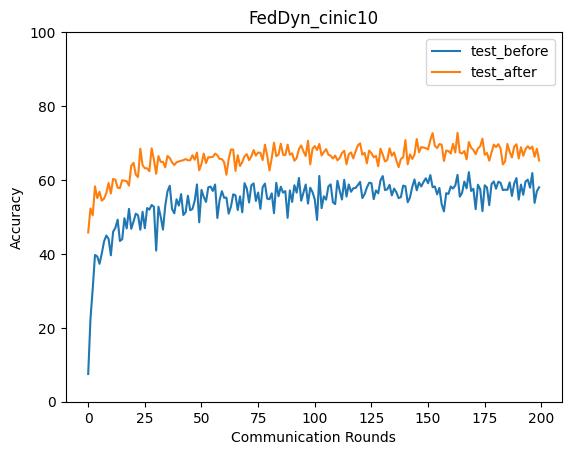 FedDyn_cinic10
test_before
test_after
100
80
60
40
20
0
Accuracy
0 25 50 75 100 125 150 175 200
Communication Rounds